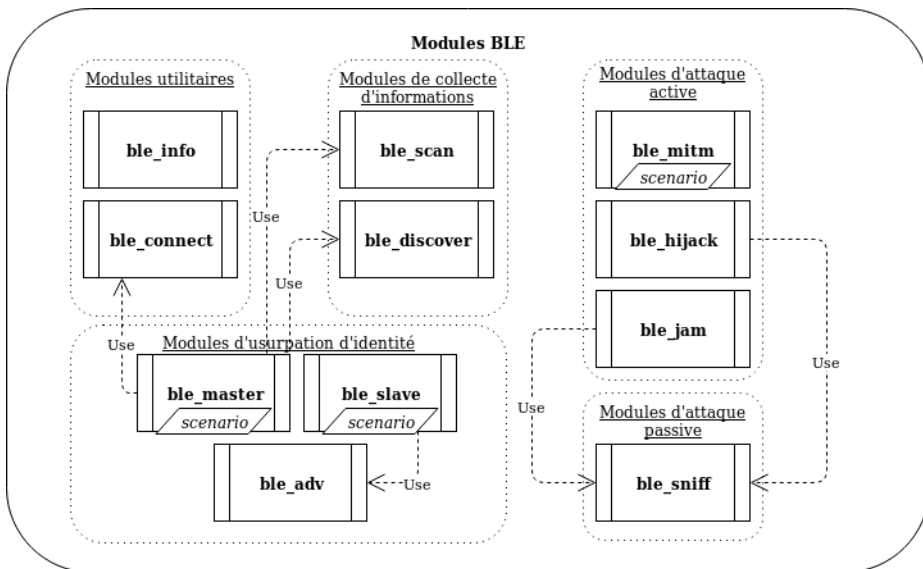 Modules BLE
Modules utilitaires
ble_info
ble_connect
Modules de collecte
d'informations
ble_scan
ble_discover
Modules d'attaque
active
ble_mitm
scenario
ble_hijack
ble_jam
Use
Use
Use
Use
Use
Modules d'usurpation d'identité
ble_master
scenario
ble_slave
scenario
ble_adv
Use
Modules d'attaque
passive
ble_sniff